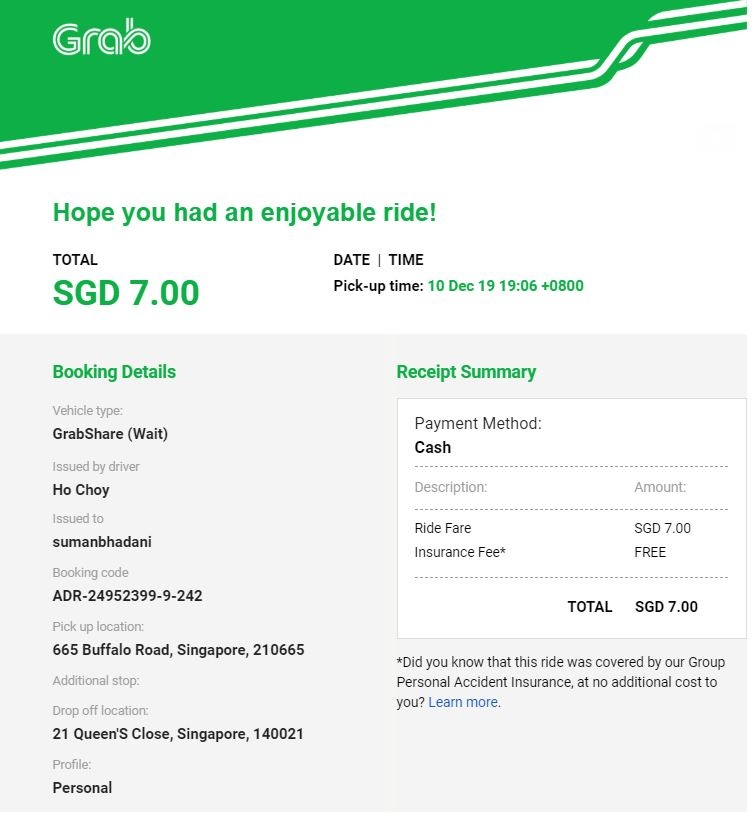 Grab
Hope you had an enjoyable ride!
TOTAL
SGD 7.00
DATE | TIME
Pick-up time: 10 Dec 19 19:06 +0800
Booking Details
Vehicle type:
GrabShare (Wait)
Issued by driver
Ho Choy
Issued to
sumanbhadani
Booking code
ADR-24952399-9-242
Pick up location:
665 Buffalo Road, Singapore, 210665
Additional stop:
Drop off location:
21 Queen'S Close, Singapore, 140021
Profile:
Personal
Receipt Summary
Payment Method:
Cash
Description: Amount:
Ride Fare SGD 7.00
Insurance Fee* FREE
TOTAL SGD 7.00
*Did you know that this ride was covered by our Group
Personal Accident Insurance, at no additional cost to
you? Learn more.